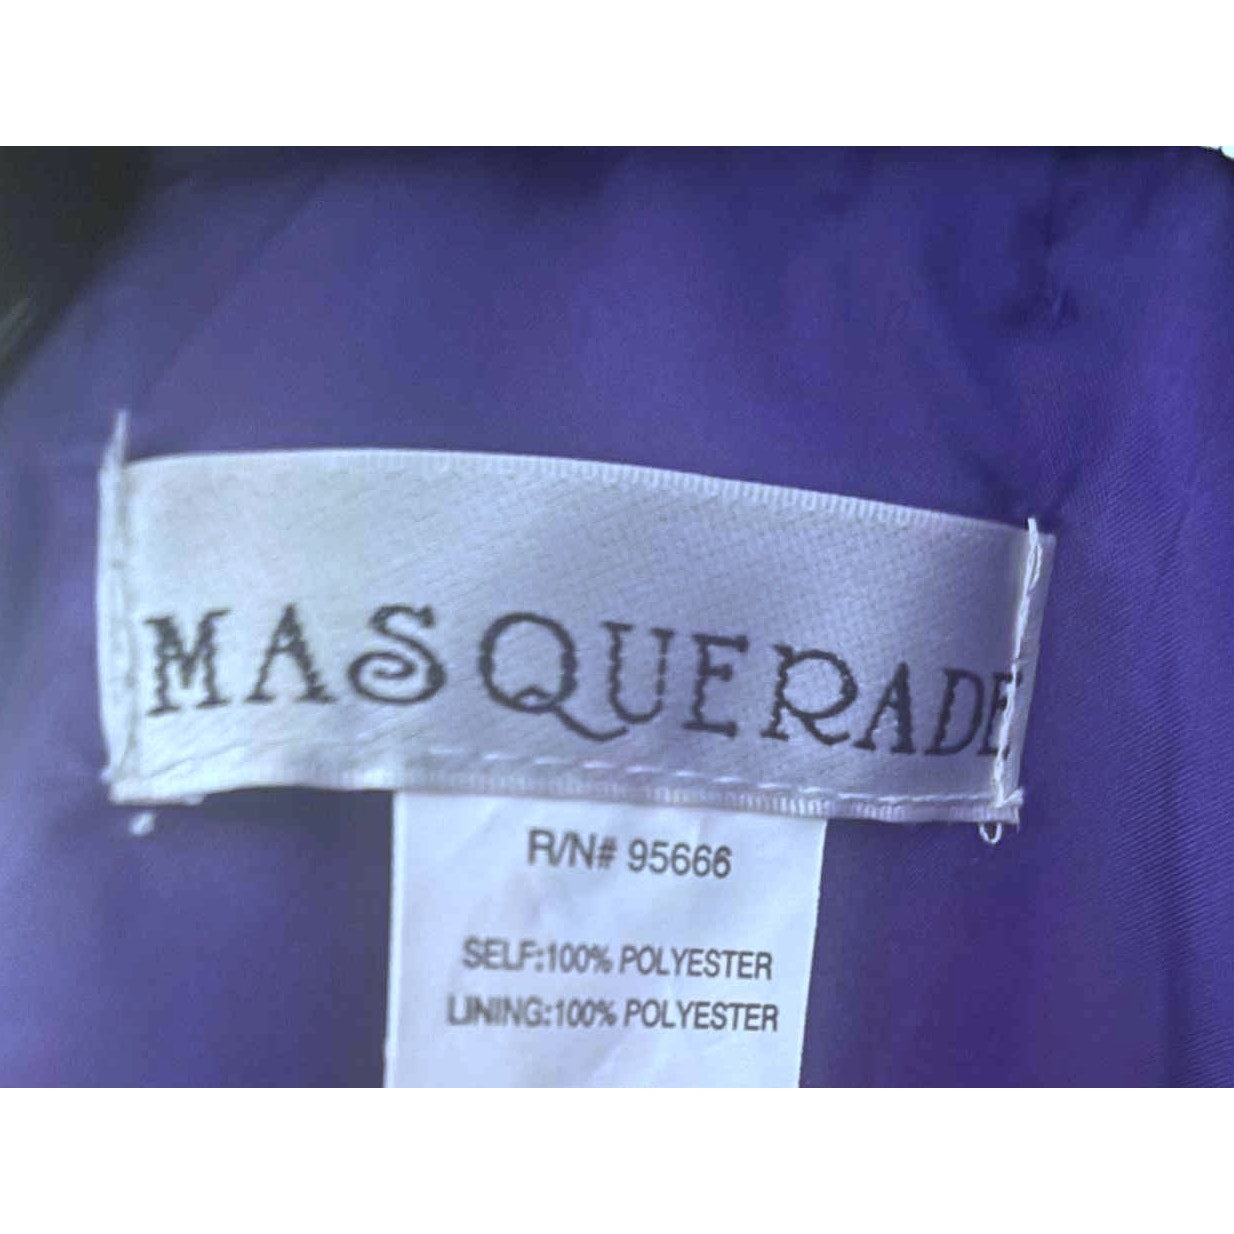 MASQUERADE
R/N# 95666
SELF:100% POLYESTER
LINING:100% POLYESTER